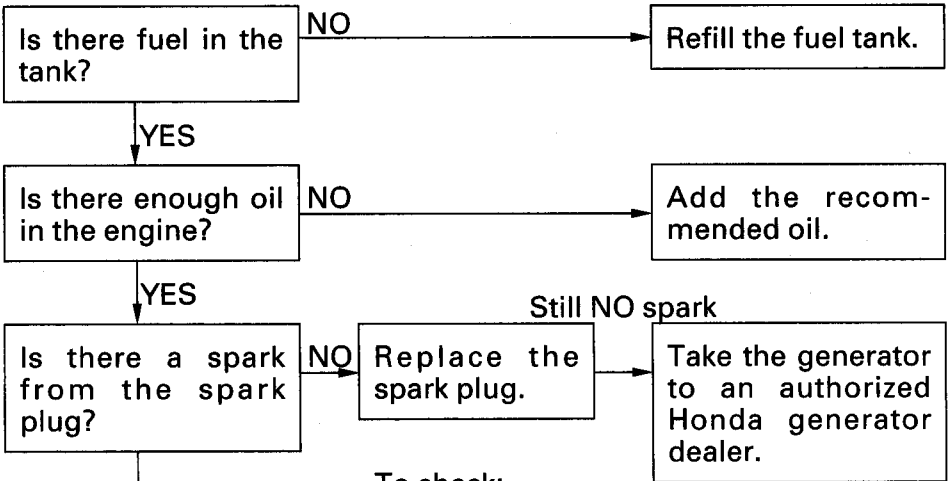 Is there fuel in the
tank?
NO
Refill the fuel tank.
YES
Is there enough oil
in the engine?
NO
Add the recom-
mended oil.
YES
Still NO spark
Is there a spark
from the spark
plug?
NO
Replace the
spark plug.
Take the generator
to an authorized
Honda generator
dealer.
To check: